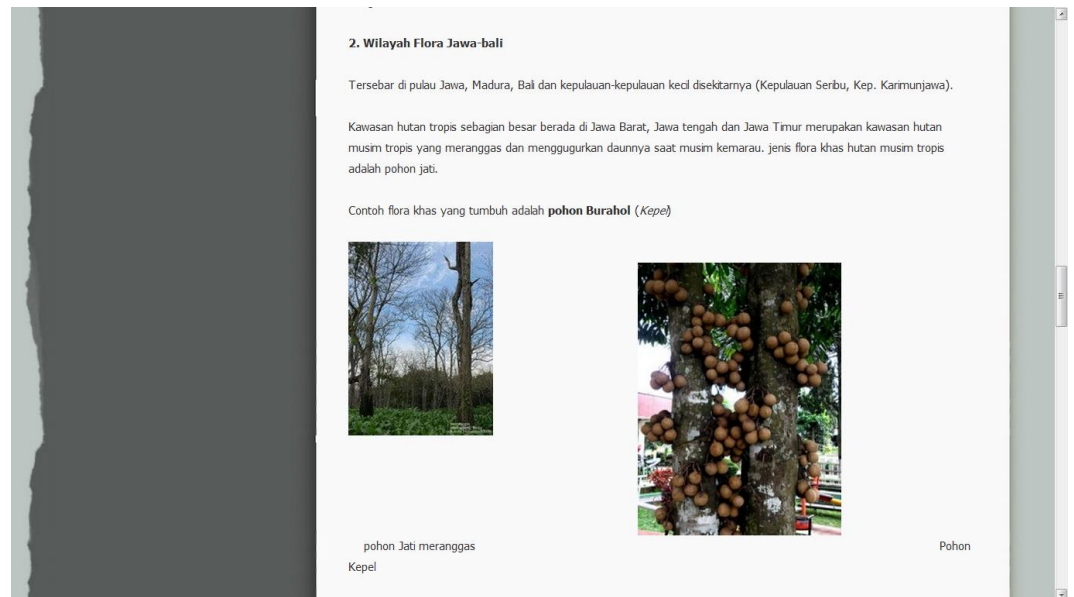 2. Wilayah Flora Jawa-bali
Tersebar di pulau Jawa, Madura, Bali dan kepulauan-kepulauan kecil disekitarnya (Kepulauan Seribu, Kep. Karimunjawa).
Kawasan hutan tropis sebagian besar berada di Jawa Barat, Jawa tengah dan Jawa Timur merupakan kawasan hutan
musim tropis yang meranggas dan menggugurkan daunnya saat musim kemarau. jenis flora khas hutan musim tropis
adalah pohon jati.
Contoh flora khas yang tumbuh adalah pohon Burahol (Kepel)
pohon Jati meranggas Pohon
Kepel